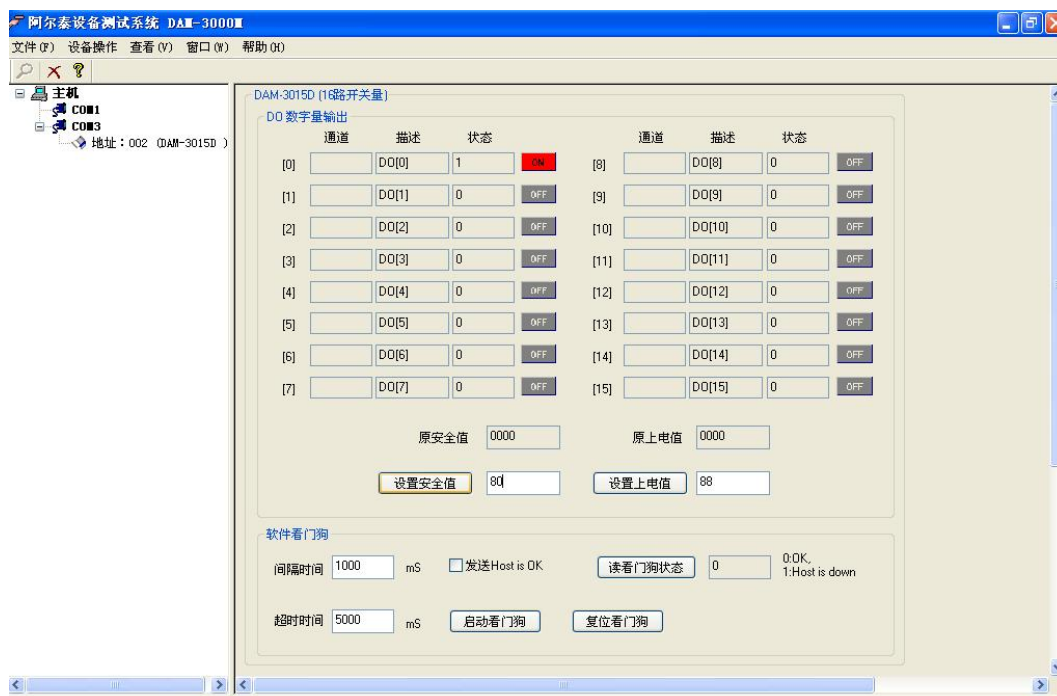 阿尔泰设备测试系统 DAM-3000M
文件(F) 设备操作 查看(V) 窗口(W) 帮助(H)
主机
COM1
COM3
地址：002 (DAM-3015D )
DAM-3015D (16路开关量)
DO 数字量输出
通道 描述 状态 通道 描述 状态
[0] DO[0] 1 ON [8] DO[8] 0 OFF
[1] DO[1] 0 OFF [9] DO[9] 0 OFF
[2] DO[2] 0 OFF [10] DO[10] 0 OFF
[3] DO[3] 0 OFF [11] DO[11] 0 OFF
[4] DO[4] 0 OFF [12] DO[12] 0 OFF
[5] DO[5] 0 OFF [13] DO[13] 0 OFF
[6] DO[6] 0 OFF [14] DO[14] 0 OFF
[7] DO[7] 0 OFF [15] DO[15] 0 OFF
原安全值 0000 原上电值 0000
设置安全值 80 设置上电值 88
软件看门狗
间隔时间 1000 mS 发送Host is OK 读看门狗状态 0 0:OK,
1:Host is down
超时时间 5000 mS 启动看门狗 复位看门狗